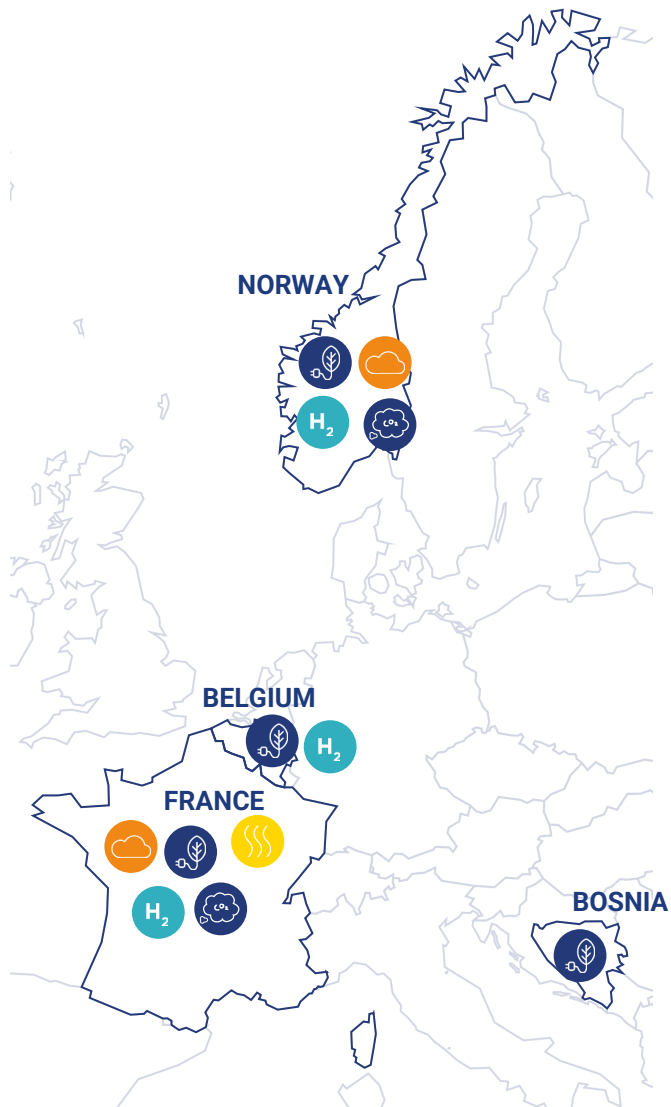 NORWAY
H₂
CO₂
BELGIUM
H₂
FRANCE
H₂
CO₂
BOSNIA